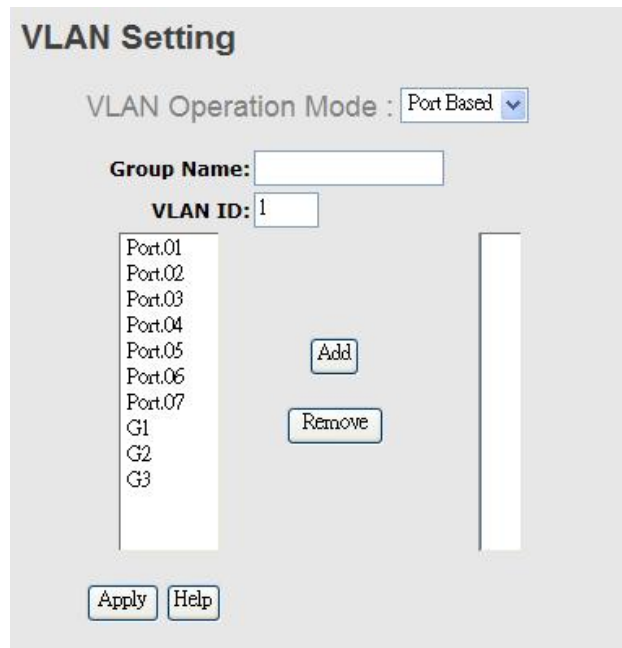 VLAN Setting
VLAN Operation Mode : Port Based
Group Name:
VLAN ID: 1
Port.01
Port.02
Port.03
Port.04
Port.05
Port.06
Port.07
G1
G2
G3
Add
Remove
Apply Help